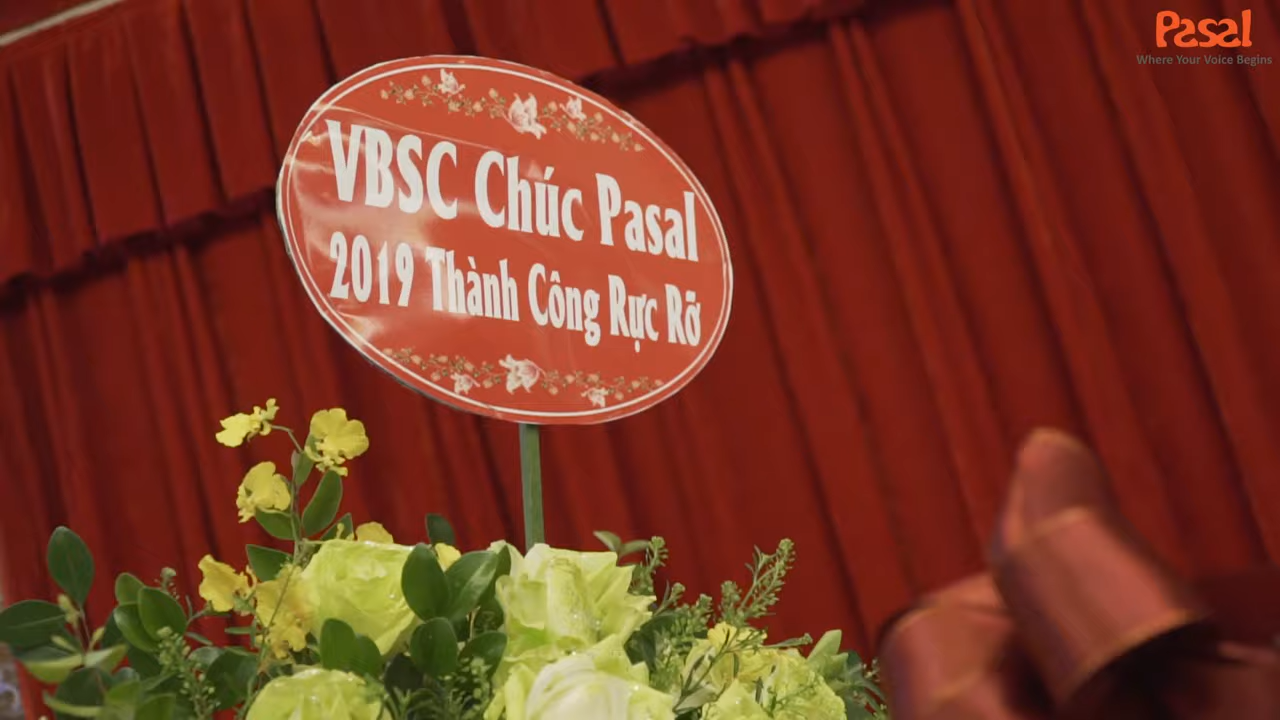 VBSC Chúc Pasal
2019 Thành Công Rực Rỡ
Pasal
Where Your Voice Begins